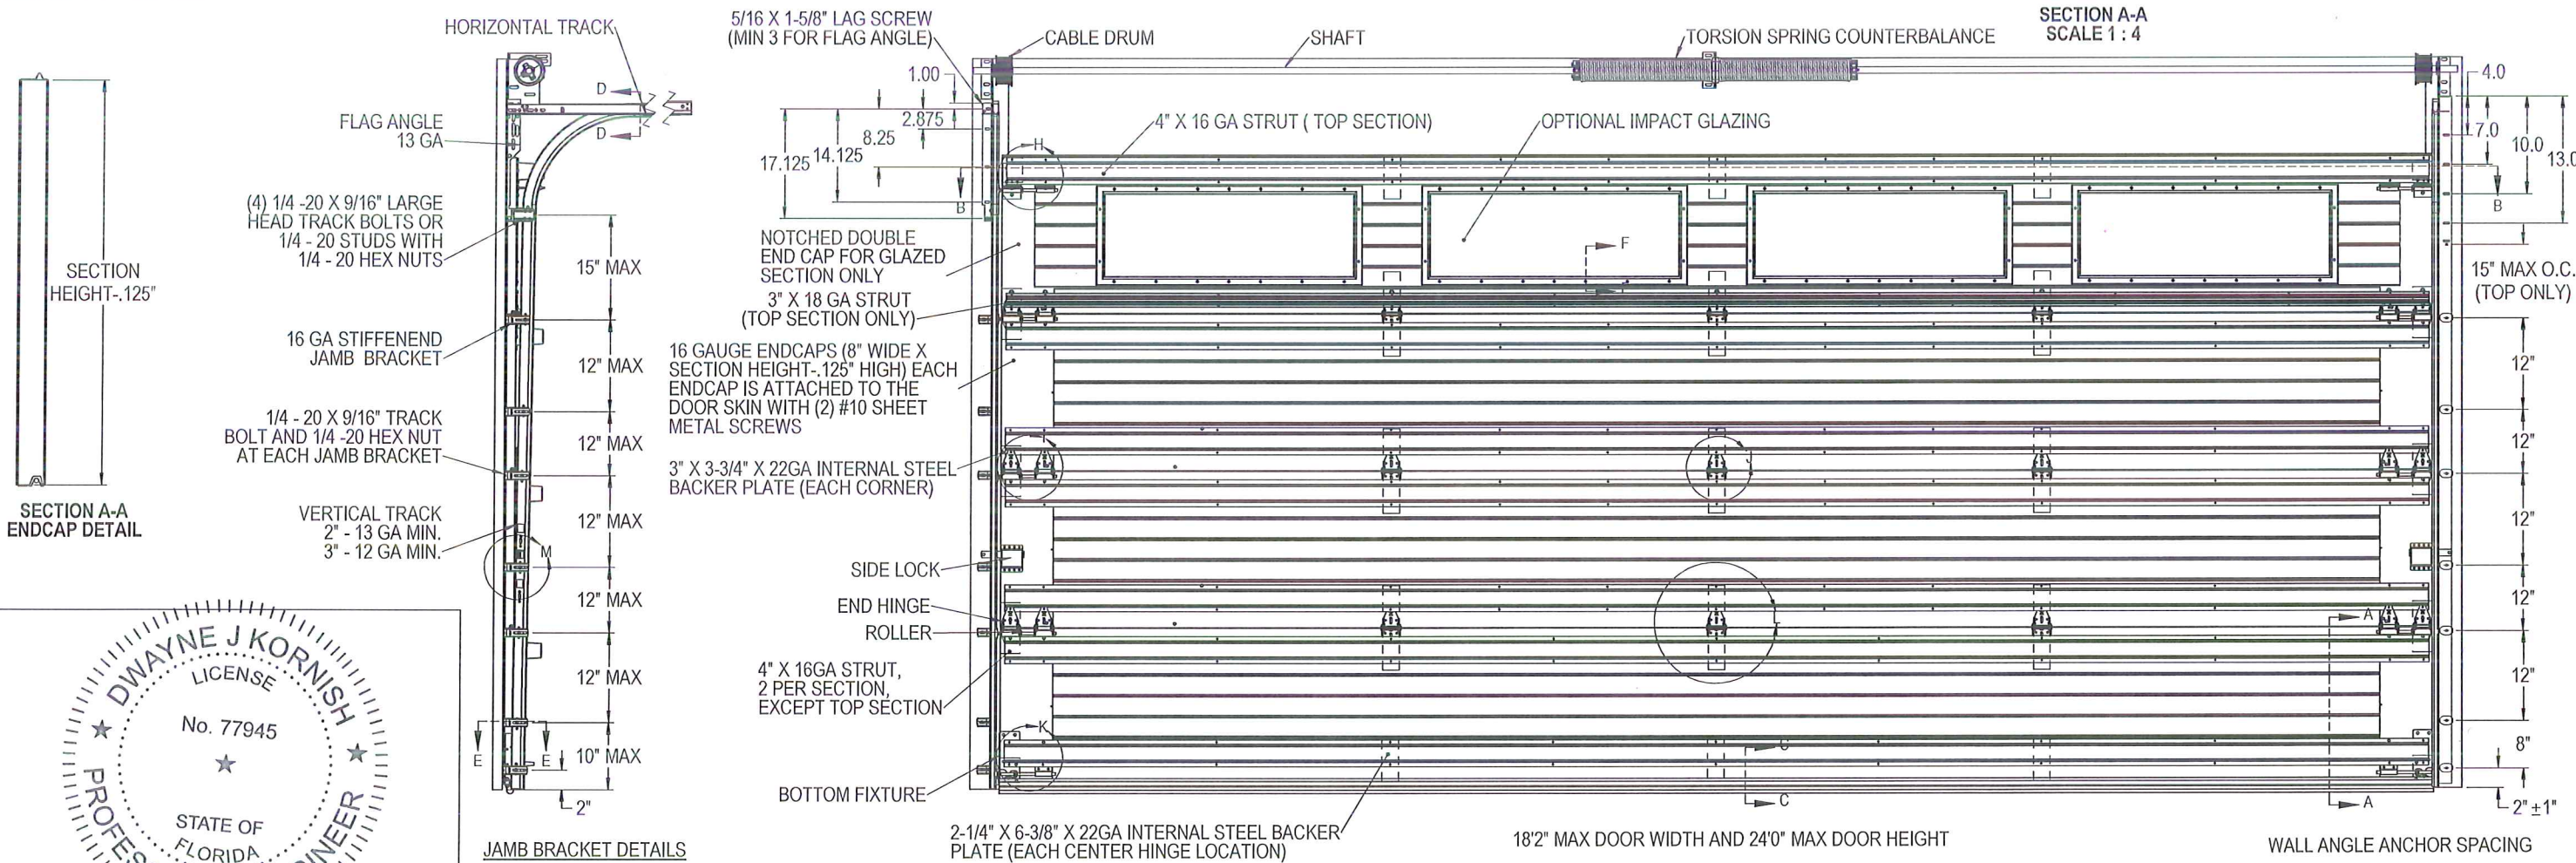 SECTION A-A
SCALE 1 : 4
HORIZONTAL TRACK
5/16 X 1-5/8" LAG SCREW
(MIN 3 FOR FLAG ANGLE)
CABLE DRUM
SHAFT
TORSION SPRING COUNTERBALANCE
FLAG ANGLE
13 GA
D
D
1.00
2.875
8.25
14.125
17.125
4" X 16 GA STRUT ( TOP SECTION)
OPTIONAL IMPACT GLAZING
4.0
7.0
10.0
13.0
H
B
B
(4) 1/4 -20 X 9/16" LARGE
HEAD TRACK BOLTS OR
1/4 - 20 STUDS WITH
1/4 - 20 HEX NUTS
SECTION
HEIGHT-.125"
SECTION A-A
ENDCAP DETAIL
15" MAX
NOTCHED DOUBLE
END CAP FOR GLAZED
SECTION ONLY
F
15" MAX O.C.
(TOP ONLY)
3" X 18 GA STRUT
(TOP SECTION ONLY)
16 GA STIFFENEND
JAMB BRACKET
12" MAX
16 GAUGE ENDCAPS (8" WIDE X
SECTION HEIGHT-.125" HIGH) EACH
ENDCAP IS ATTACHED TO THE
DOOR SKIN WITH (2) #10 SHEET
METAL SCREWS
12"
1/4 - 20 X 9/16" TRACK
BOLT AND 1/4 -20 HEX NUT
AT EACH JAMB BRACKET
12" MAX
12"
3" X 3-3/4" X 22GA INTERNAL STEEL
BACKER PLATE (EACH CORNER)
J
VERTICAL TRACK
2" - 13 GA MIN.
3" - 12 GA MIN.
M
12" MAX
12"
SIDE LOCK
12" MAX
12"
END HINGE
ROLLER
A
12" MAX
12"
4" X 16GA STRUT,
2 PER SECTION,
EXCEPT TOP SECTION
K
E
E
10" MAX
8"
BOTTOM FIXTURE
C
A
2"
2" ±1"
JAMB BRACKET DETAILS
2-1/4" X 6-3/8" X 22GA INTERNAL STEEL BACKER
PLATE (EACH CENTER HINGE LOCATION)
18'2" MAX DOOR WIDTH AND 24'0" MAX DOOR HEIGHT
WALL ANGLE ANCHOR SPACING
DWAYNE J KORNISH
LICENSE
No. 77945
STATE OF
FLORIDA